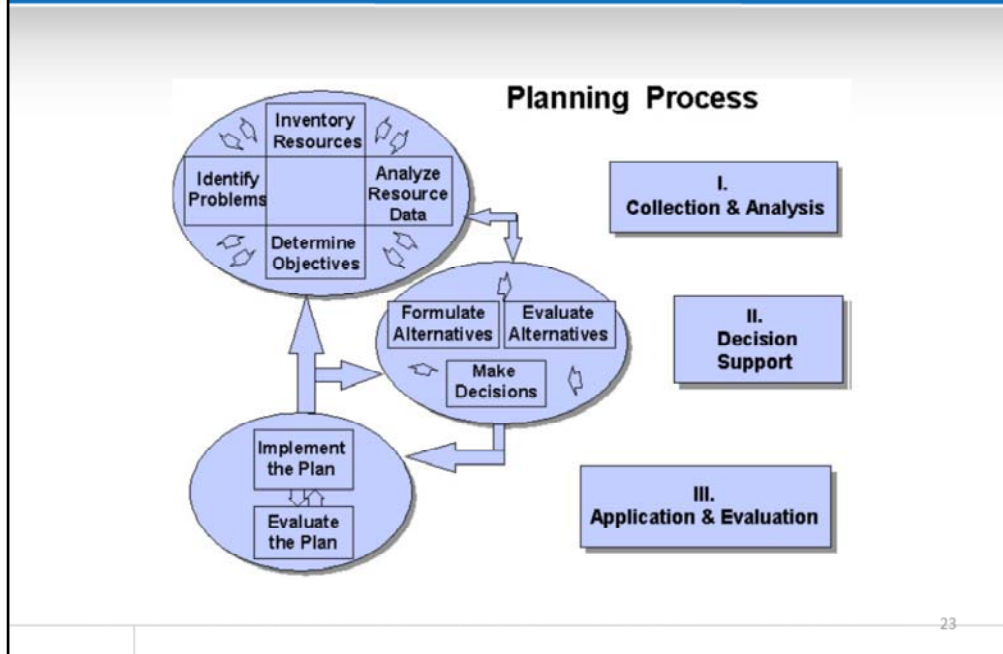 Planning Process
Inventory
Resources
Identify
Problems
Analyze
Resource
Data
Determine
Objectives
I.
Collection & Analysis
Formulate
Alternatives
Evaluate
Alternatives
Make
Decisions
II.
Decision
Support
Implement
the Plan
Evaluate
the Plan
III.
Application & Evaluation
23